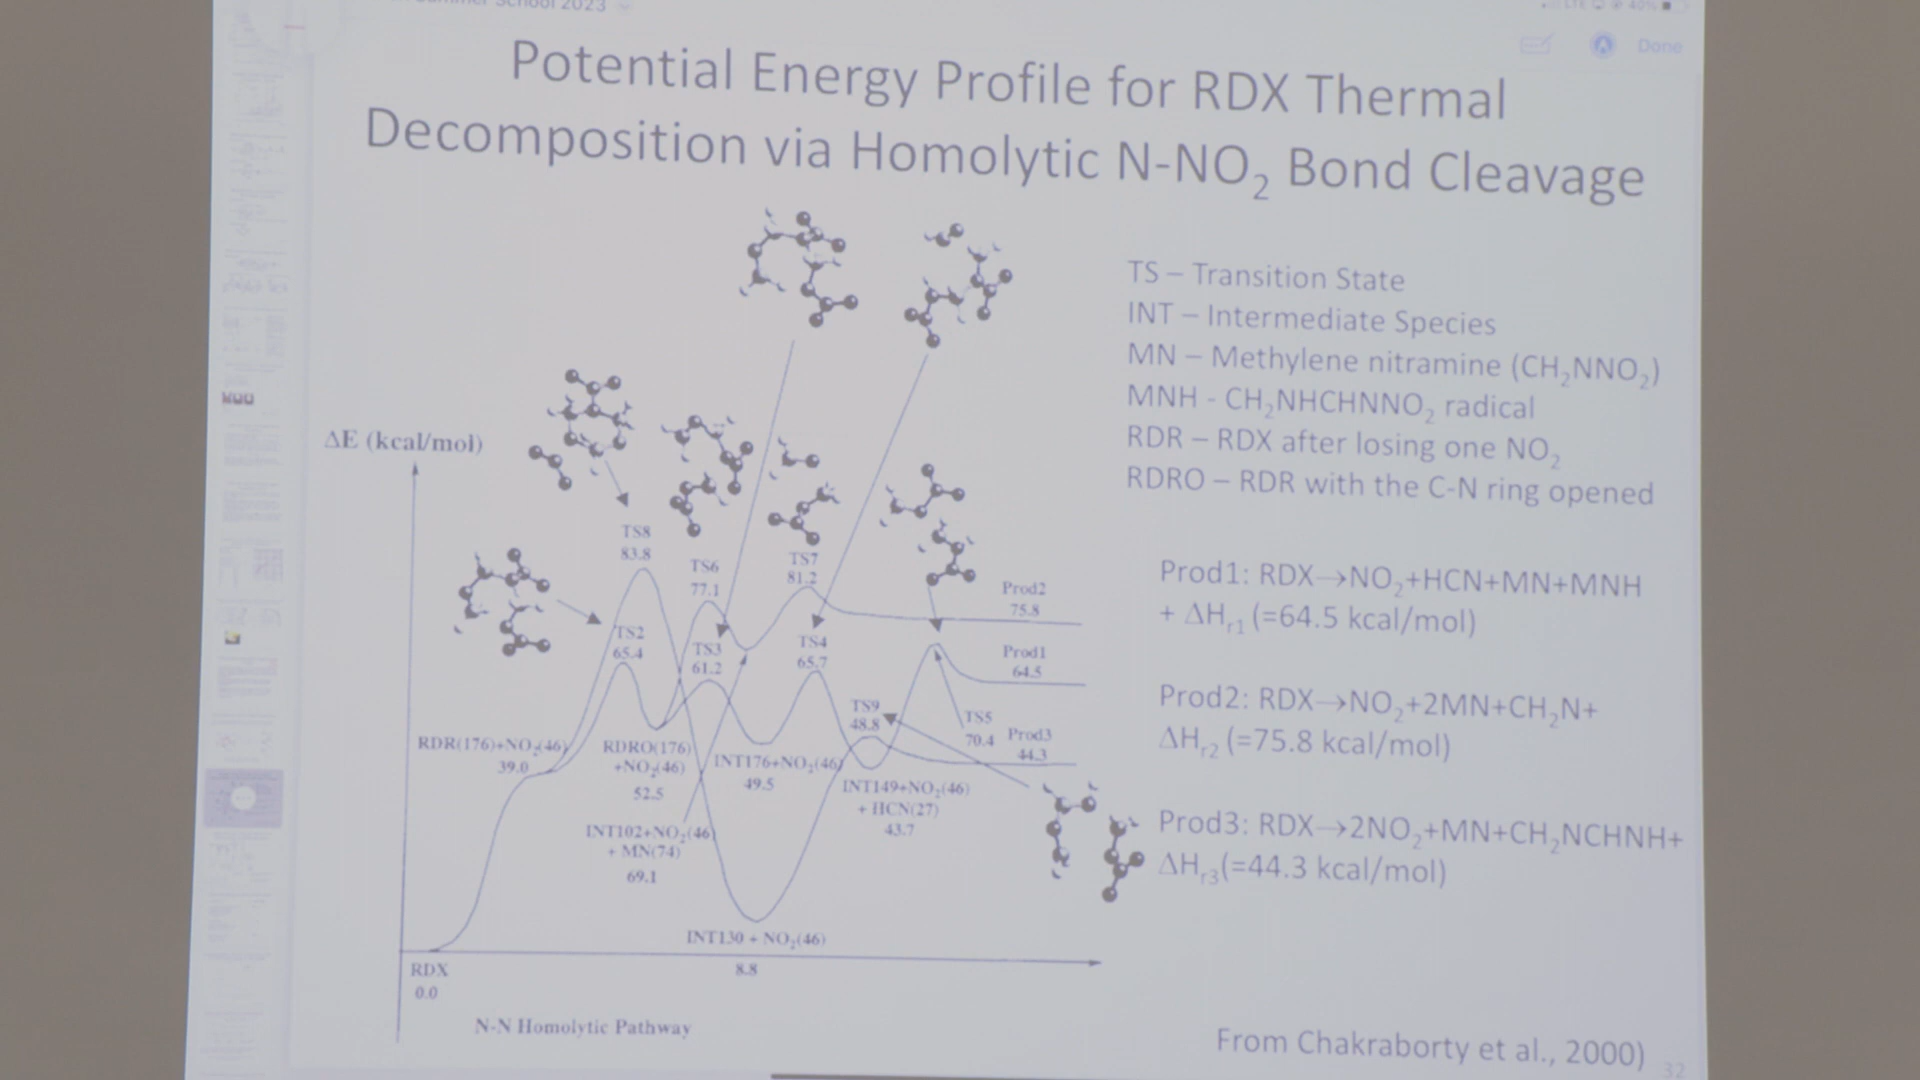 Summer School 2023
LTE 40%
Done
Potential Energy Profile for RDX Thermal
Decomposition via Homolytic N-NO₂ Bond Cleavage
TS – Transition State
INT – Intermediate Species
MN – Methylene nitramine (CH₂NNO₂)
MNH - CH₂NHCHNNO₂ radical
RDR – RDX after losing one NO₂
RDRO – RDR with the C-N ring opened
ΔE (kcal/mol)
TS8
83.8
TS6
77.1
TS7
81.2
Prod2
75.8
TS2
65.4
TS3
61.2
TS4
65.7
Prod1
64.5
TS9
48.8
TS5
70.4
Prod3
44.3
RDR(176)+NO₂(46)
39.0
RDRO(176)
+NO₂(46)
52.5
INT176+NO₂(46)
49.5
INT149+NO₂(46)
+ HCN(27)
43.7
INT102+NO₂(46)
+ MN(74)
69.1
INT130 + NO₂(46)
8.8
RDX
0.0
N-N Homolytic Pathway
Prod1: RDX→NO₂+HCN+MN+MNH
+ ΔHᵣ₁ (=64.5 kcal/mol)
Prod2: RDX→NO₂+2MN+CH₂N+
ΔHᵣ₂ (=75.8 kcal/mol)
Prod3: RDX→2NO₂+MN+CH₂NCHNH+
ΔHᵣ₃(=44.3 kcal/mol)
From Chakraborty et al., 2000)
32